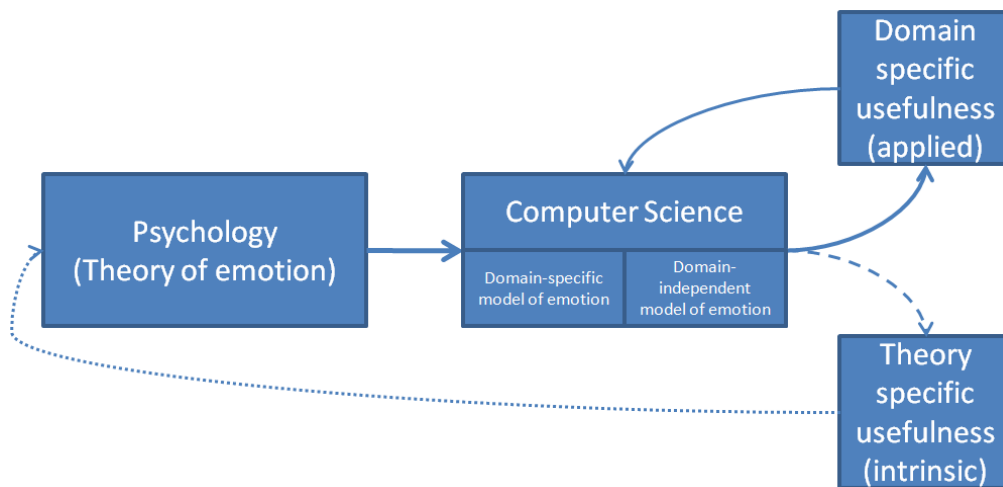 Domain
specific
usefulness
(applied)
Psychology
(Theory of emotion)
Computer Science
Domain-specific
model of emotion
Domain-
independent
model of emotion
Theory
specific
usefulness
(intrinsic)